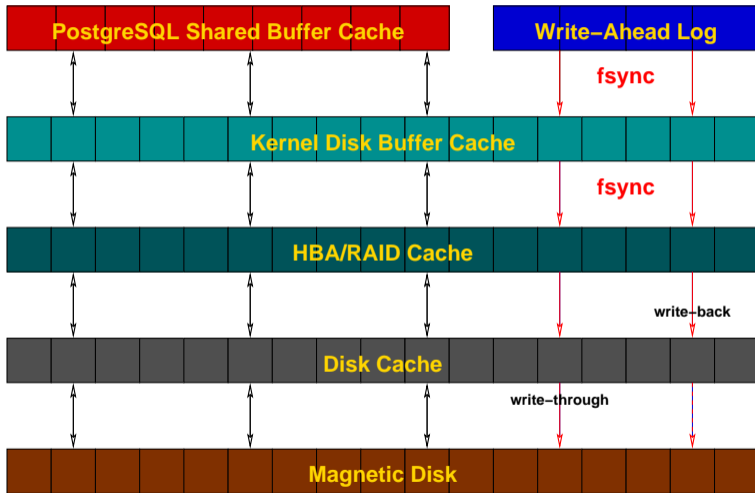 PostgreSQL Shared Buffer Cache
Write−Ahead Log
fsync
Kernel Disk Buffer Cache
fsync
HBA/RAID Cache
write−back
Disk Cache
write−through
Magnetic Disk